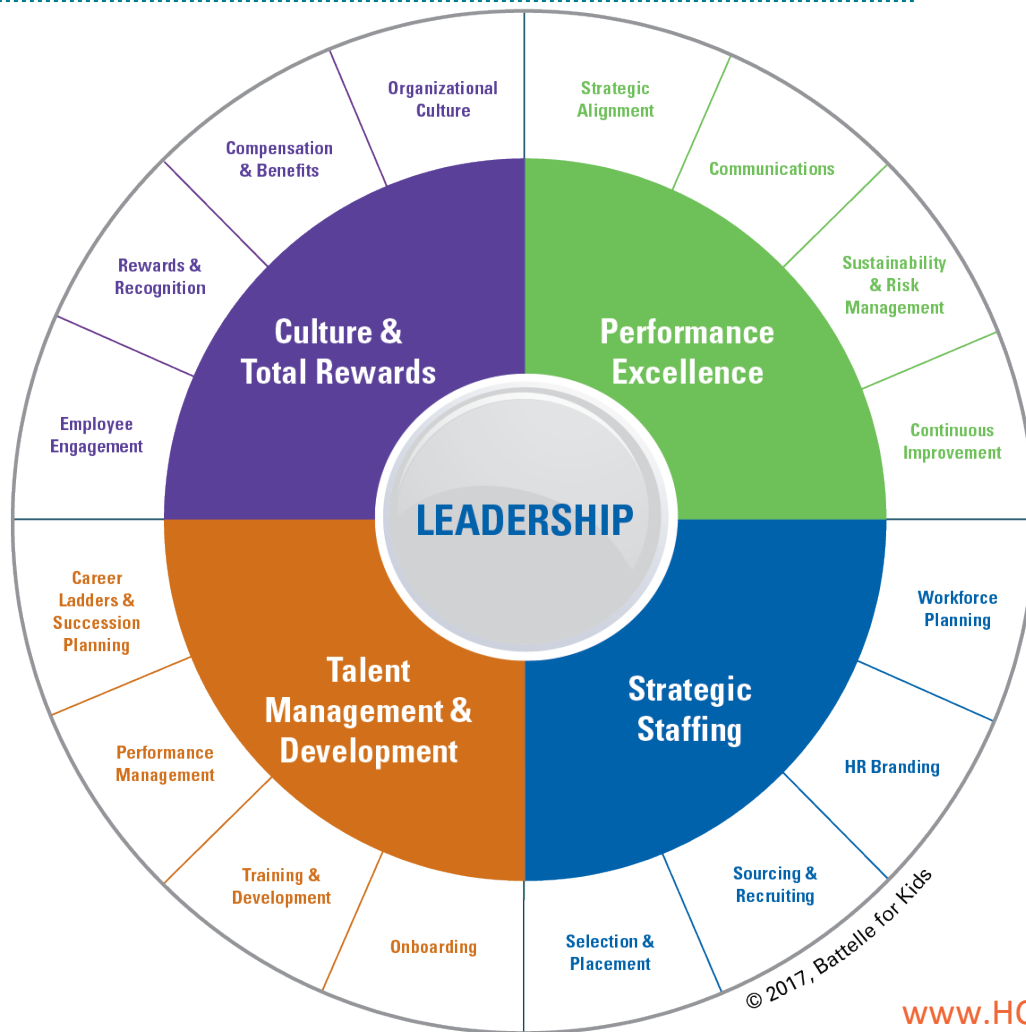 Organizational
Culture
Strategic
Alignment
Compensation
& Benefits
Communications
Rewards &
Recognition
Sustainability
& Risk
Management
Culture &
Total Rewards
Performance
Excellence
Employee
Engagement
Continuous
Improvement
LEADERSHIP
Career
Ladders &
Succession
Planning
Workforce
Planning
Talent
Management &
Development
Strategic
Staffing
Performance
Management
HR Branding
Training &
Development
Sourcing &
Recruiting
Onboarding
Selection &
Placement
© 2017, Battelle for Kids
www.HC